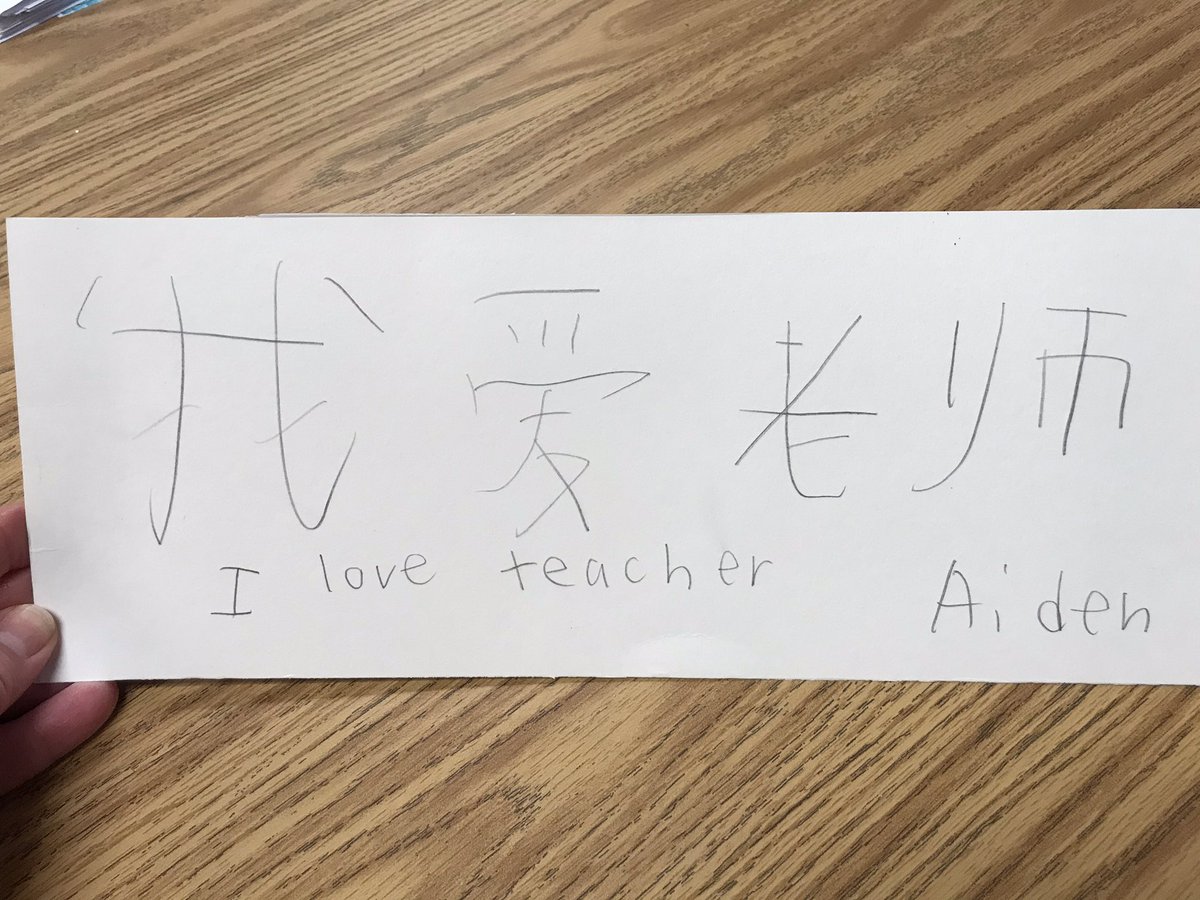 我爱老师
I love teacher
Aiden